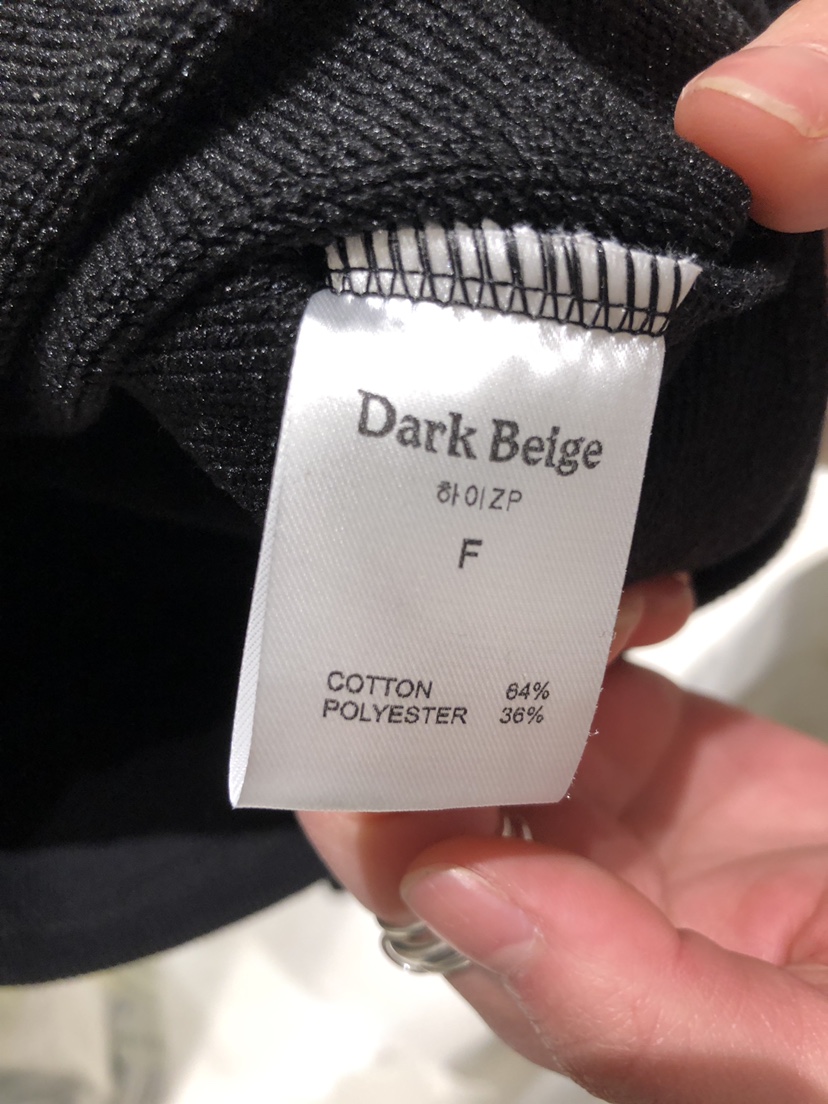 Dark Beige
하이ZP
F
COTTON 64%
POLYESTER 36%